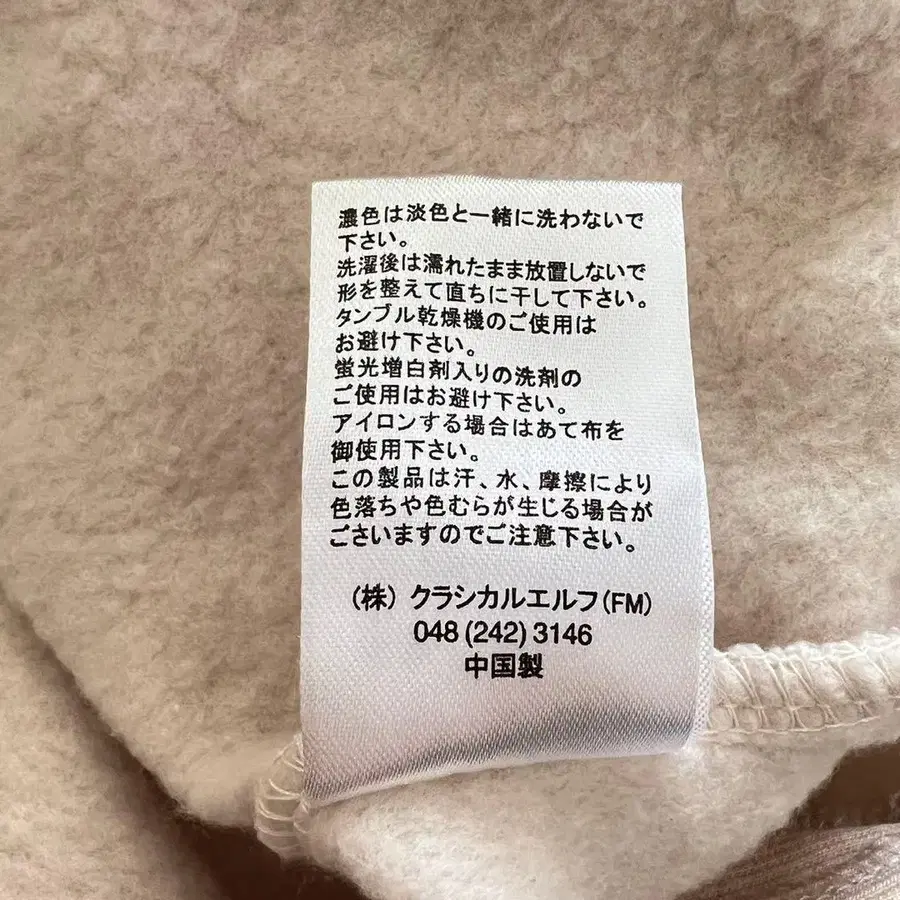 濃色は淡色と一緒に洗わないで
下さい。
洗濯後は濡れたまま放置しないで
形を整えて直ちに干して下さい。
タンブル乾燥機のご使用は
お避け下さい。
蛍光増白剤入りの洗剤の
ご使用はお避け下さい。
アイロンする場合はあて布を
御使用下さい。
この製品は汗、水、摩擦により
色落ちや色むらが生じる場合が
ございますのでご注意下さい。
(株) クラシカルエルフ(FM)
048 (242) 3146
中国製